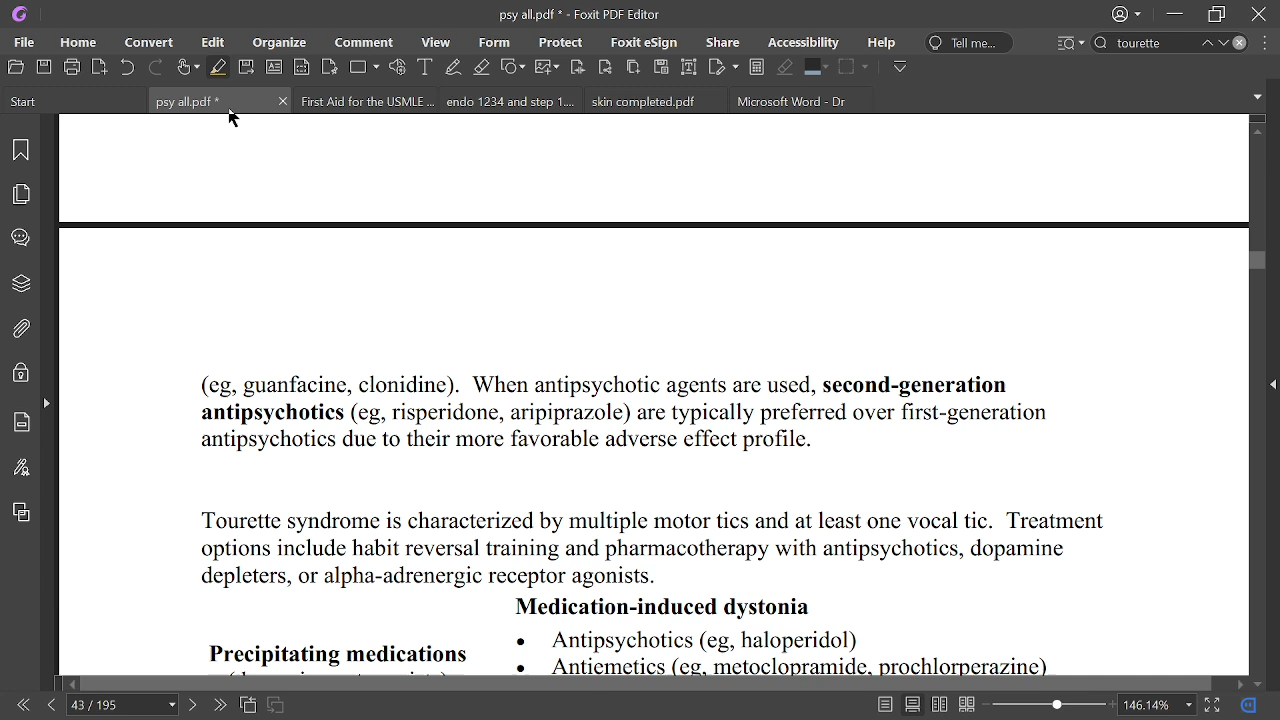 psy all.pdf * - Foxit PDF Editor
File Home Convert Edit Organize Comment View Form Protect Foxit eSign Share Accessibility Help Tell me... tourette
Start psy all.pdf * First Aid for the USMLE ... endo 1234 and step 1.... skin completed.pdf Microsoft Word - Dr
(eg, guanfacine, clonidine). When antipsychotic agents are used, second-generation
antipsychotics (eg, risperidone, aripiprazole) are typically preferred over first-generation
antipsychotics due to their more favorable adverse effect profile.
Tourette syndrome is characterized by multiple motor tics and at least one vocal tic. Treatment
options include habit reversal training and pharmacotherapy with antipsychotics, dopamine
depleters, or alpha-adrenergic receptor agonists.
Medication-induced dystonia
• Antipsychotics (eg, haloperidol)
Precipitating medications
• Antiemetics (eg, metoclopramide, prochlorperazine)
43 / 195 146.14%